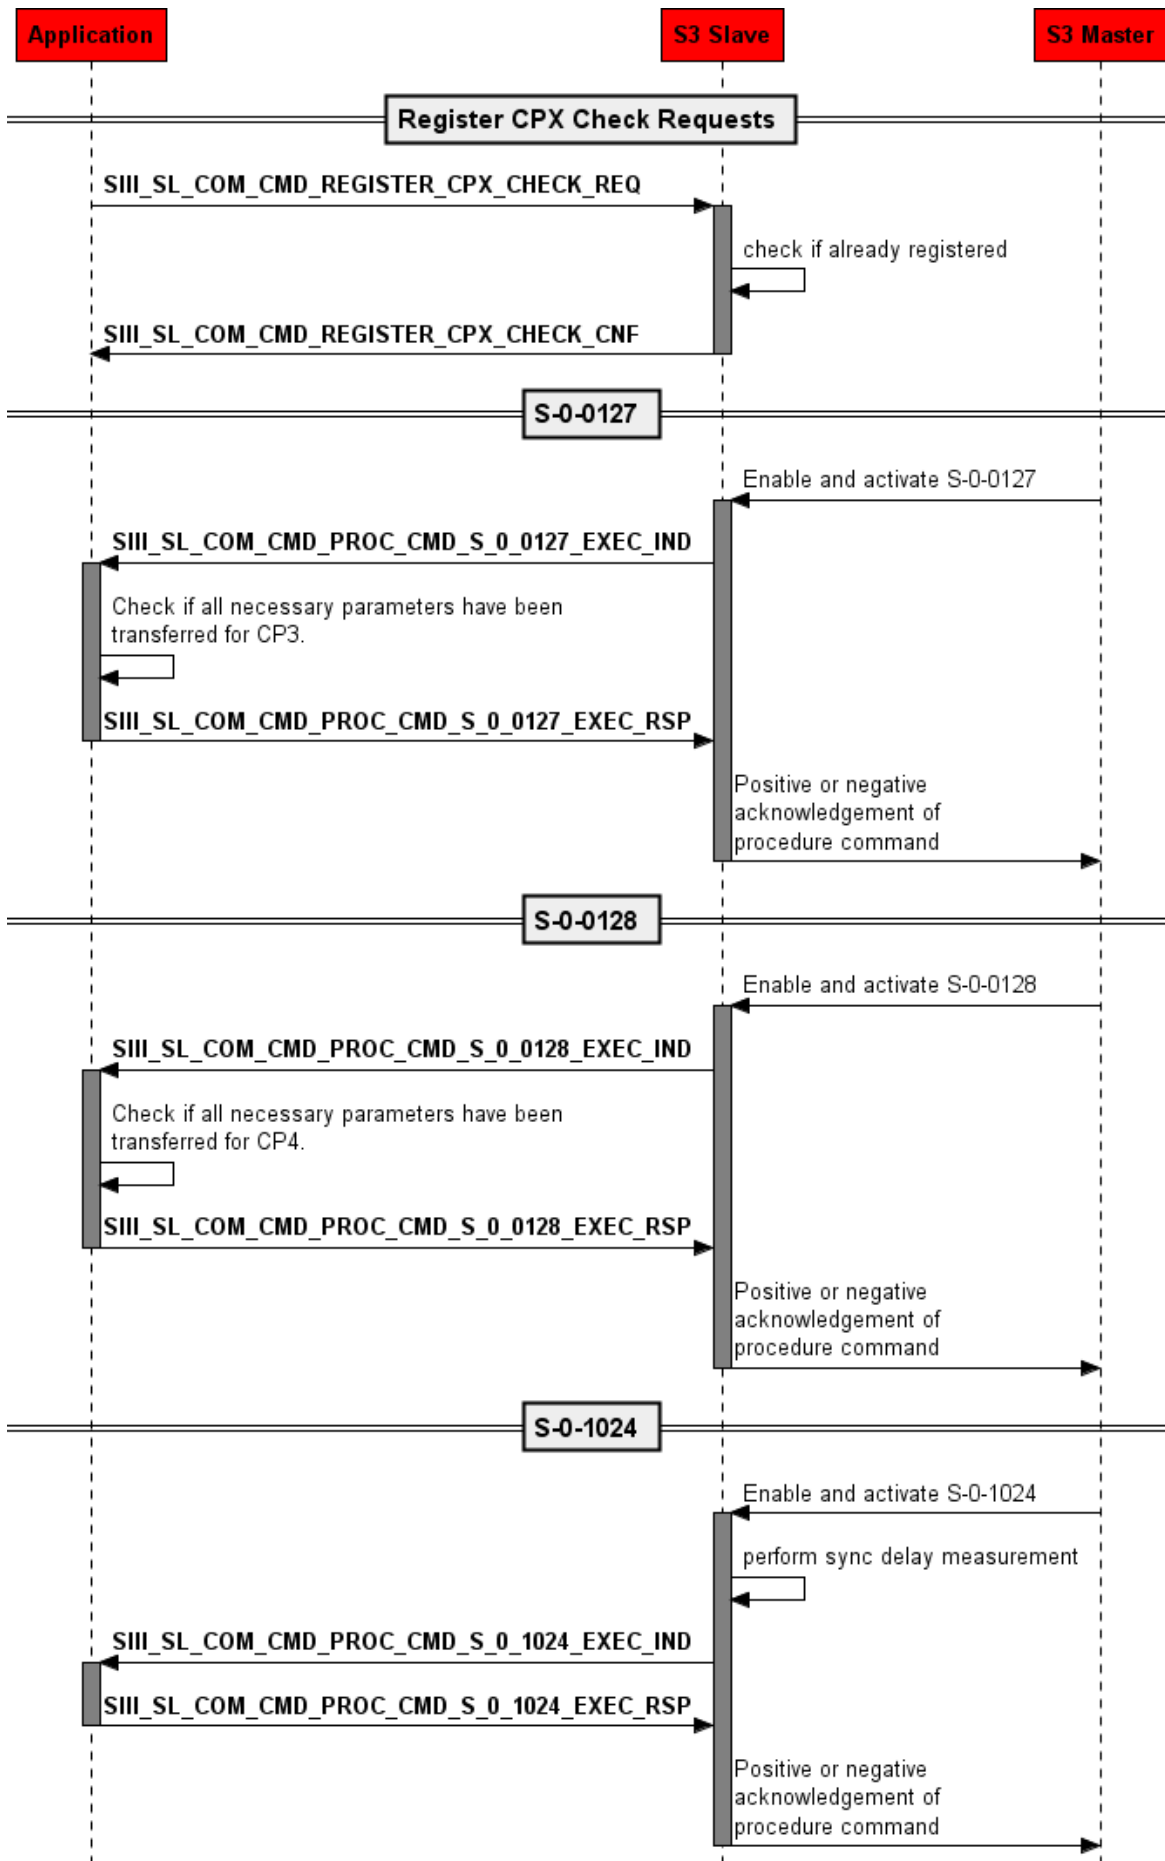 Application
S3 Slave
S3 Master
Register CPX Check Requests
SIII_SL_COM_CMD_REGISTER_CPX_CHECK_REQ
check if already registered
SIII_SL_COM_CMD_REGISTER_CPX_CHECK_CNF
S-0-0127
Enable and activate S-0-0127
SIII_SL_COM_CMD_PROC_CMD_S_0_0127_EXEC_IND
Check if all necessary parameters have been
transferred for CP3.
SIII_SL_COM_CMD_PROC_CMD_S_0_0127_EXEC_RSP
Positive or negative
acknowledgement of
procedure command
S-0-0128
Enable and activate S-0-0128
SIII_SL_COM_CMD_PROC_CMD_S_0_0128_EXEC_IND
Check if all necessary parameters have been
transferred for CP4.
SIII_SL_COM_CMD_PROC_CMD_S_0_0128_EXEC_RSP
Positive or negative
acknowledgement of
procedure command
S-0-1024
Enable and activate S-0-1024
perform sync delay measurement
SIII_SL_COM_CMD_PROC_CMD_S_0_1024_EXEC_IND
SIII_SL_COM_CMD_PROC_CMD_S_0_1024_EXEC_RSP
Positive or negative
acknowledgement of
procedure command